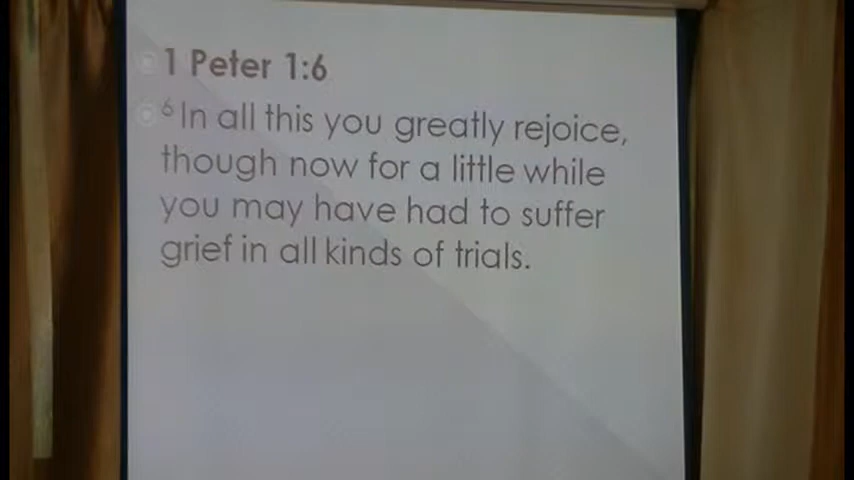 1 Peter 1:6
6 In all this you greatly rejoice,
though now for a little while
you may have had to suffer
grief in all kinds of trials.